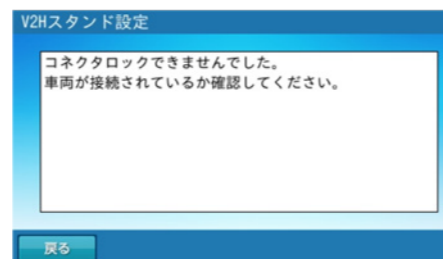 V2Hスタンド設定
コネクタロックできませんでした。
車両が接続されているか確認してください。
戻る